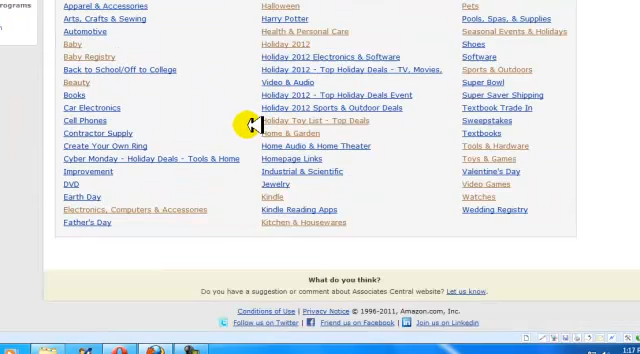 rograms
Apparel & Accessories
Arts, Crafts & Sewing
Automotive
Baby
Baby Registry
Back to School/Off to College
Beauty
Books
Car Electronics
Cell Phones
Contractor Supply
Create Your Own Ring
Cyber Monday - Holiday Deals - Tools & Home
Improvement
DVD
Earth Day
Electronics, Computers & Accessories
Father's Day
Halloween
Harry Potter
Health & Personal Care
Holiday 2012
Holiday 2012 Electronics & Software
Holiday 2012 - Top Holiday Deals - TV, Movies,
Video & Audio
Holiday 2012 - Top Holiday Deals Event
Holiday 2012 Sports & Outdoor Deals
Holiday Toy List - Top Deals
Home & Garden
Home Audio & Home Theater
Homepage Links
Industrial & Scientific
Jewelry
Kindle
Kindle Reading Apps
Kitchen & Housewares
Pets
Pools, Spas, & Supplies
Seasonal Events & Holidays
Shoes
Software
Sports & Outdoors
Super Bowl
Super Saver Shipping
Textbook Trade In
Sweepstakes
Textbooks
Tools & Hardware
Toys & Games
Valentine's Day
Video Games
Watches
Wedding Registry
What do you think?
Do you have a suggestion or comment about Associates Central website? Let us know.
Conditions of Use | Privacy Notice © 1996-2011, Amazon.com, Inc.
Follow us on Twitter | Friend us on Facebook | Join us on Linkedin
1:17 P